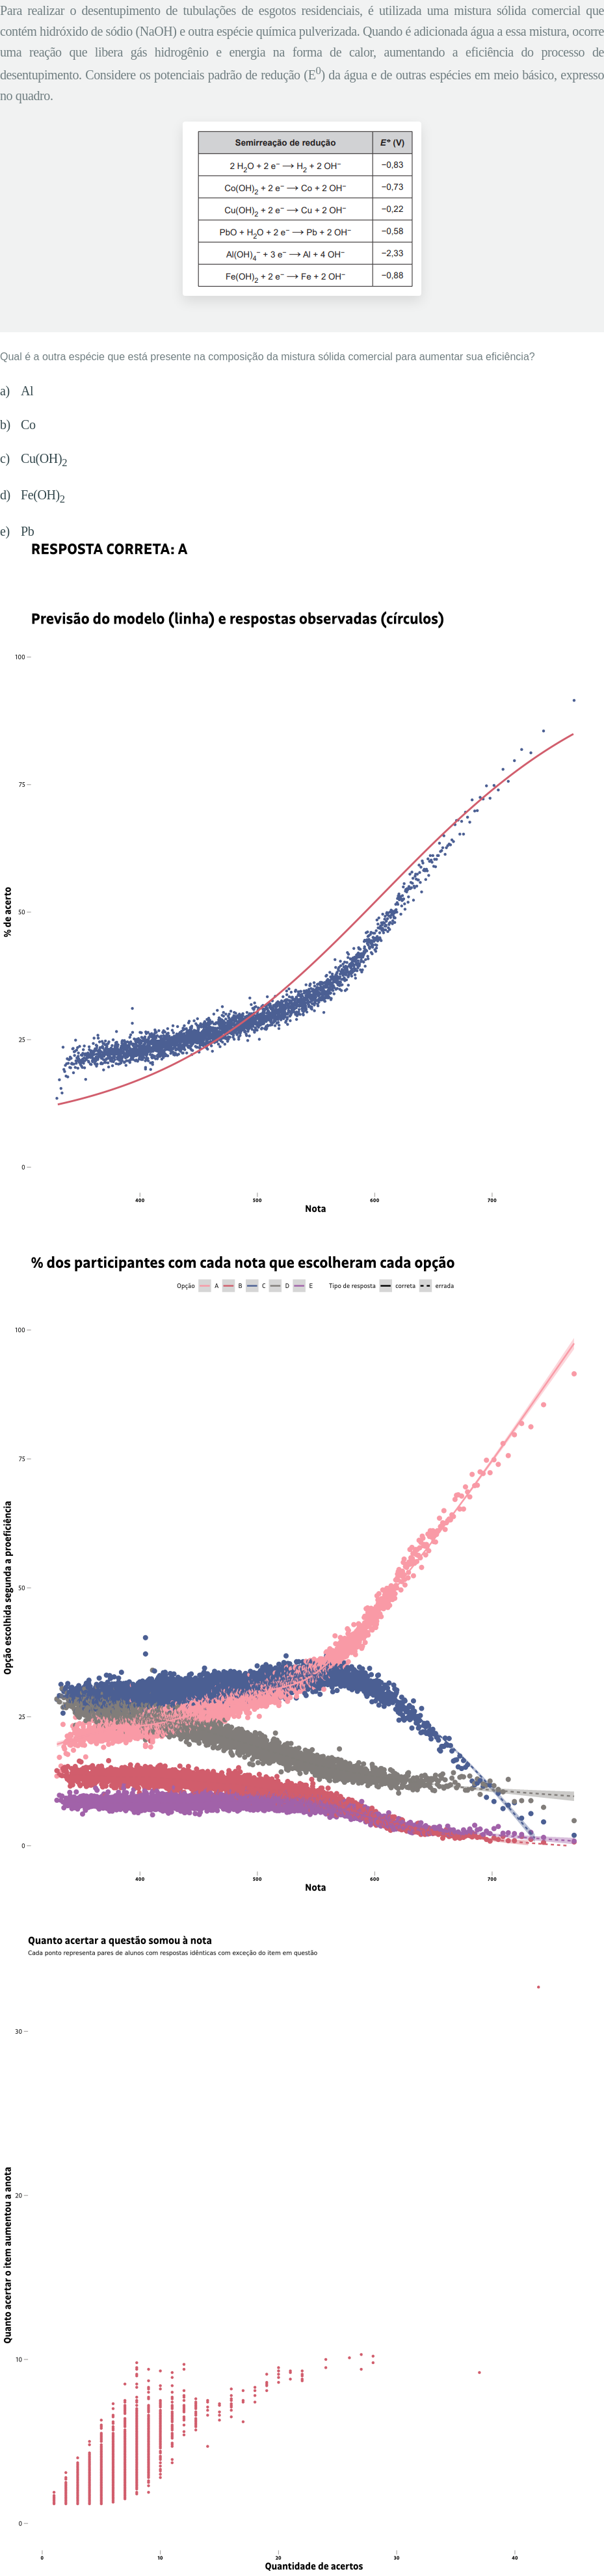 Para realizar o desentupimento de tubulações de esgotos residenciais, é utilizada uma mistura sólida comercial que
contém hidróxido de sódio (NaOH) e outra espécie química pulverizada. Quando é adicionada água a essa mistura, ocorre
uma reação que libera gás hidrogênio e energia na forma de calor, aumentando a eficiência do processo de
desentupimento. Considere os potenciais padrão de redução (E⁰) da água e de outras espécies em meio básico, expresso
no quadro.
Semirreação de redução E° (V)
2 H₂O + 2 e⁻ ⟶ H₂ + 2 OH⁻ −0,83
Co(OH)₂ + 2 e⁻ ⟶ Co + 2 OH⁻ −0,73
Cu(OH)₂ + 2 e⁻ ⟶ Cu + 2 OH⁻ −0,22
PbO + H₂O + 2 e⁻ ⟶ Pb + 2 OH⁻ −0,58
Al(OH)₄⁻ + 3 e⁻ ⟶ Al + 4 OH⁻ −2,33
Fe(OH)₂ + 2 e⁻ ⟶ Fe + 2 OH⁻ −0,88
Qual é a outra espécie que está presente na composição da mistura sólida comercial para aumentar sua eficiência?
a) Al
b) Co
c) Cu(OH)₂
d) Fe(OH)₂
e) Pb
RESPOSTA CORRETA: A
Previsão do modelo (linha) e respostas observadas (círculos)
100
75
50
25
0
% de acerto
400 500 600 700
Nota
% dos participantes com cada nota que escolheram cada opção
Opção A B C D E Tipo de resposta correta errada
100
75
50
25
0
Opção escolhida segunda a proeficiência
400 500 600 700
Nota
Quanto acertar a questão somou à nota
Cada ponto representa pares de alunos com respostas idênticas com exceção do item em questão
30
20
10
0
Quanto acertar o item aumentou a anota
0 10 20 30 40
Quantidade de acertos